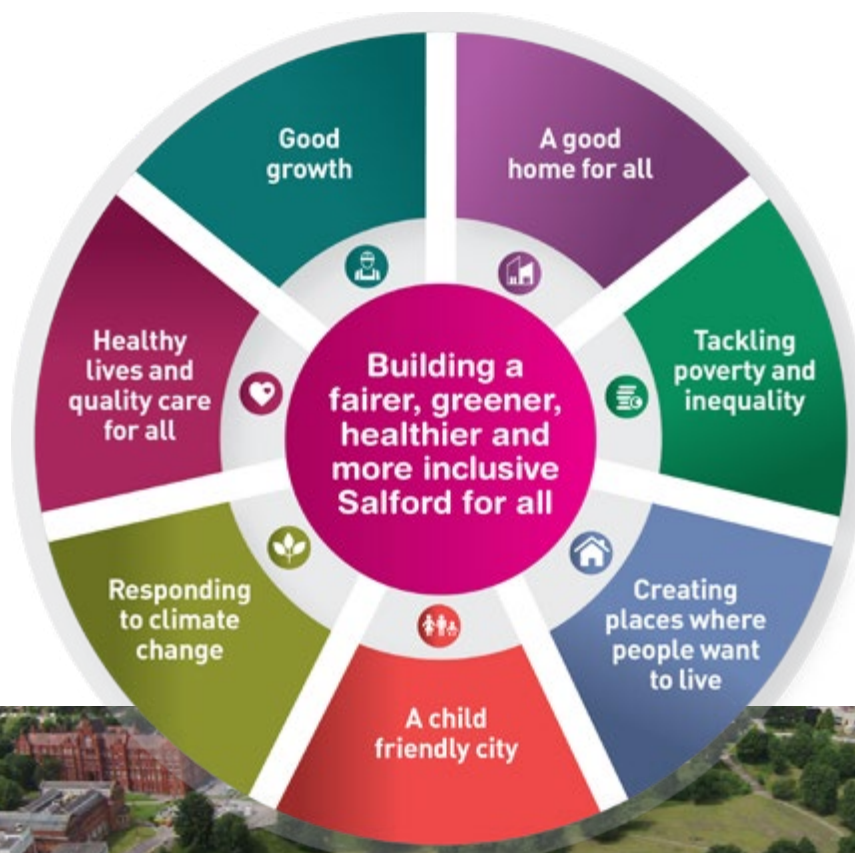 Good
growth
A good
home for all
Tackling
poverty and
inequality
Creating
places where
people want
to live
A child
friendly city
Responding
to climate
change
Healthy
lives and
quality care
for all
Building a
fairer, greener,
healthier and
more inclusive
Salford for all